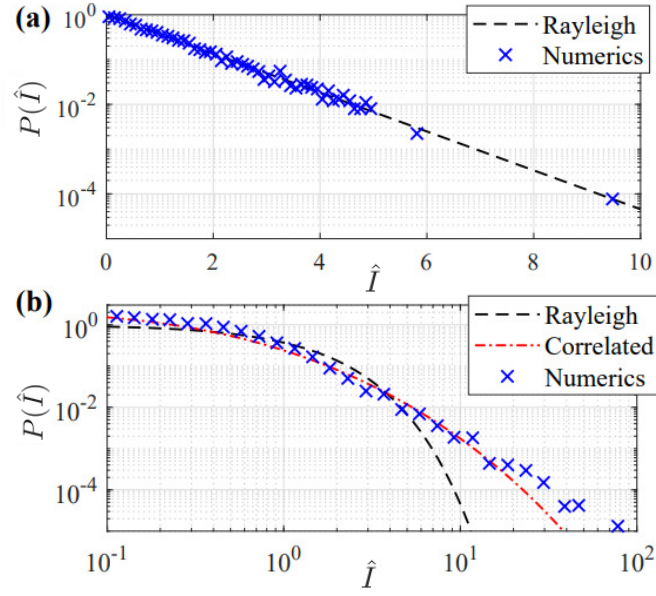 (a)
10^0
10^-2
10^-4
P(Î)
Rayleigh
Numerics
0 2 4 6 8 10
Î
(b)
10^0
10^-2
10^-4
P(Î)
Rayleigh
Correlated
Numerics
10^-1 10^0 10^1 10^2
Î